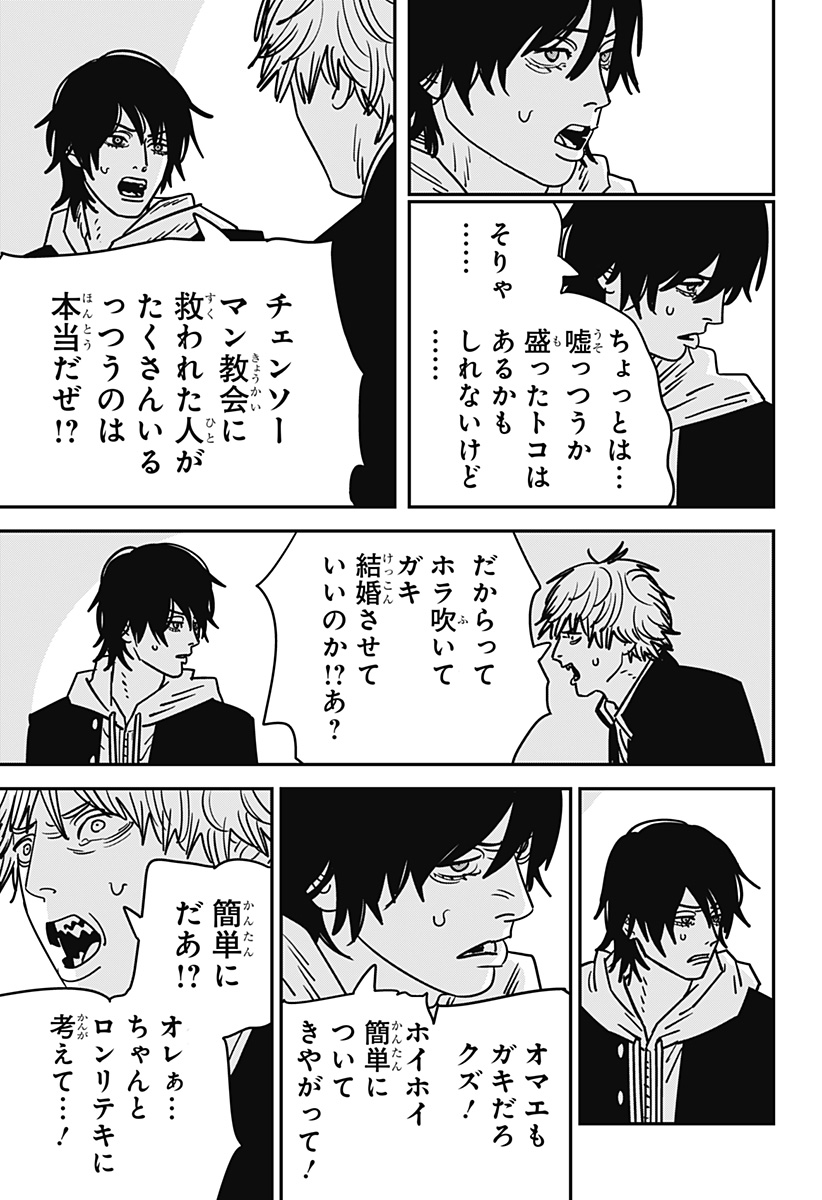 そりゃ
……
ちょっとは…
嘘っつうか
盛ったトコは
あるかも
しれないけど
……
チェンソー
マン教会に
救われた人が
たくさんいる
っつうのは
本当だぜ!?
だからって
ホラ吹いて
ガキ
結婚させて
いいのか!?あ?
オマエも
ガキだろ
クズ!
ホイホイ
簡単に
ついて
きやがって!
簡単に
だあ!?
オレぁ…
ちゃんと
ロンリテキに
考えて…!